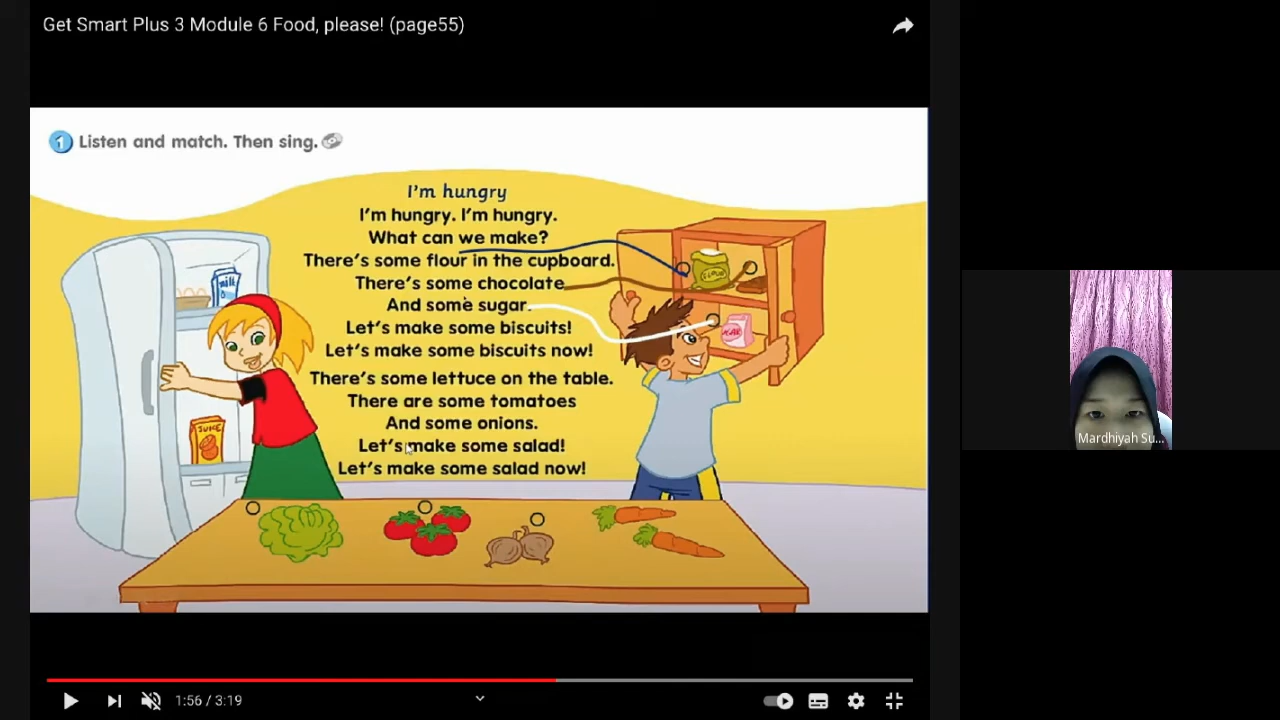 Get Smart Plus 3 Module 6 Food, please! (page55)
1 Listen and match. Then sing.
I'm hungry
I'm hungry. I'm hungry.
What can we make?
There's some flour in the cupboard.
There's some chocolate
And some sugar.
Let's make some biscuits!
Let's make some biscuits now!
There's some lettuce on the table.
There are some tomatoes
And some onions.
Let's make some salad!
Let's make some salad now!
milk
JUICE
FLOUR
Mardhiyah Su...
1:56 / 3:19